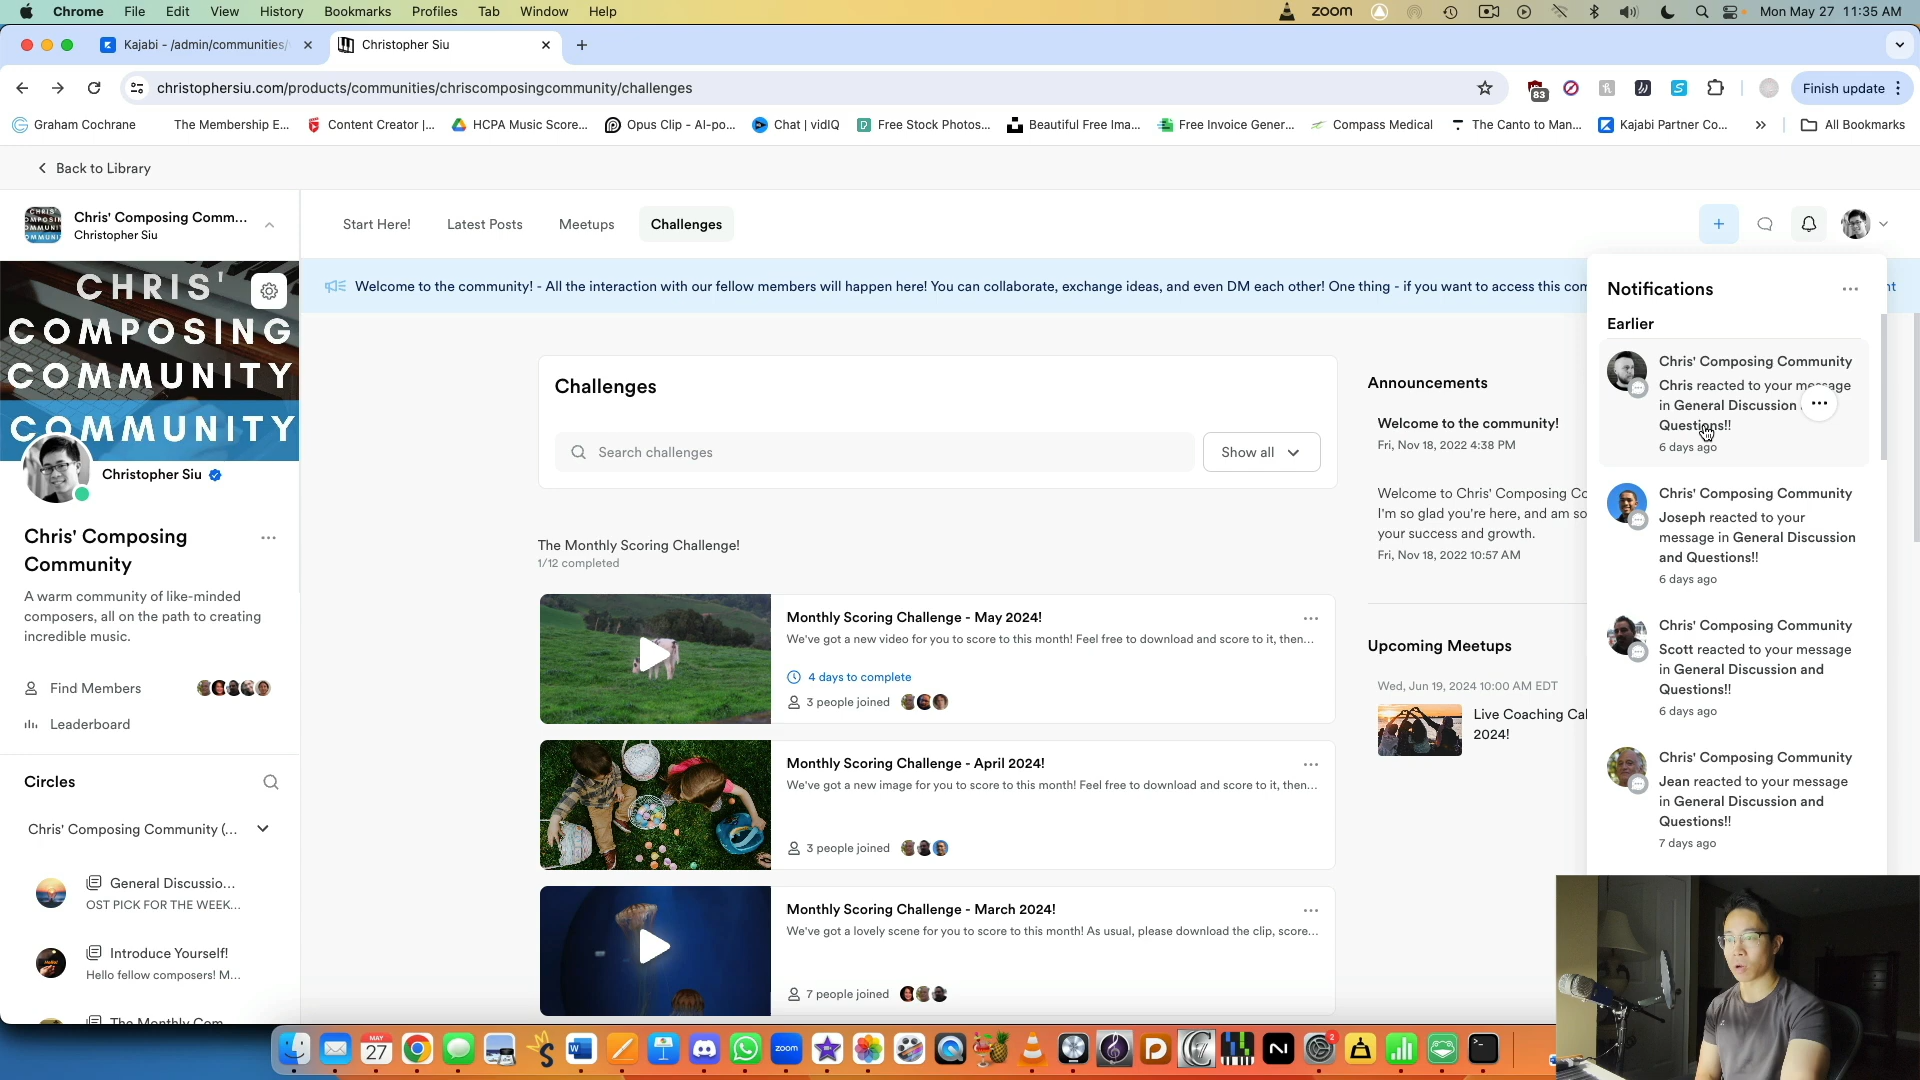 Chrome File Edit View History Bookmarks Profiles Tab Window Help zoom Mon May 27 11:35 AM
Kajabi - /admin/communities/
Christopher Siu
christophersiu.com/products/communities/chriscomposingcommunity/challenges
83
Finish update
Graham Cochrane The Membership E... Content Creator |... HCPA Music Score... Opus Clip - AI-po... Chat | vidIQ Free Stock Photos... Beautiful Free Ima... Free Invoice Gener... Compass Medical The Canto to Man... Kajabi Partner Co... » All Bookmarks
Back to Library
Chris' Composing Comm...
Christopher Siu
Start Here! Latest Posts Meetups Challenges
CHRIS'
COMPOSING
COMMUNITY
COMMUNITY
Christopher Siu
Chris' Composing
Community
A warm community of like-minded
composers, all on the path to creating
incredible music.
Find Members
Leaderboard
Circles
Chris' Composing Community (...
General Discussio...
OST PICK FOR THE WEEK...
Introduce Yourself!
Hello fellow composers! M...
Welcome to the community! - All the interaction with our fellow members will happen here! You can collaborate, exchange ideas, and even DM each other! One thing - if you want to access this con
Challenges
Search challenges
Show all
The Monthly Scoring Challenge!
1/12 completed
Monthly Scoring Challenge - May 2024!
We've got a new video for you to score to this month! Feel free to download and score to it, then...
4 days to complete
3 people joined
Monthly Scoring Challenge - April 2024!
We've got a new image for you to score to this month! Feel free to download and score to it, then...
3 people joined
Monthly Scoring Challenge - March 2024!
We've got a lovely scene for you to score to this month! As usual, please download the clip, score...
7 people joined
Announcements
Welcome to the community!
Fri, Nov 18, 2022 4:38 PM
Welcome to Chris' Composing Co
I'm so glad you're here, and am so
your success and growth.
Fri, Nov 18, 2022 10:57 AM
Upcoming Meetups
Wed, Jun 19, 2024 10:00 AM EDT
Live Coaching Cal
2024!
Notifications
Earlier
Chris' Composing Community
Chris reacted to your message
in General Discussion
Questions!!
6 days ago
Chris' Composing Community
Joseph reacted to your
message in General Discussion
and Questions!!
6 days ago
Chris' Composing Community
Scott reacted to your message
in General Discussion and
Questions!!
6 days ago
Chris' Composing Community
Jean reacted to your message
in General Discussion and
Questions!!
7 days ago
MAY
27
zoom
2